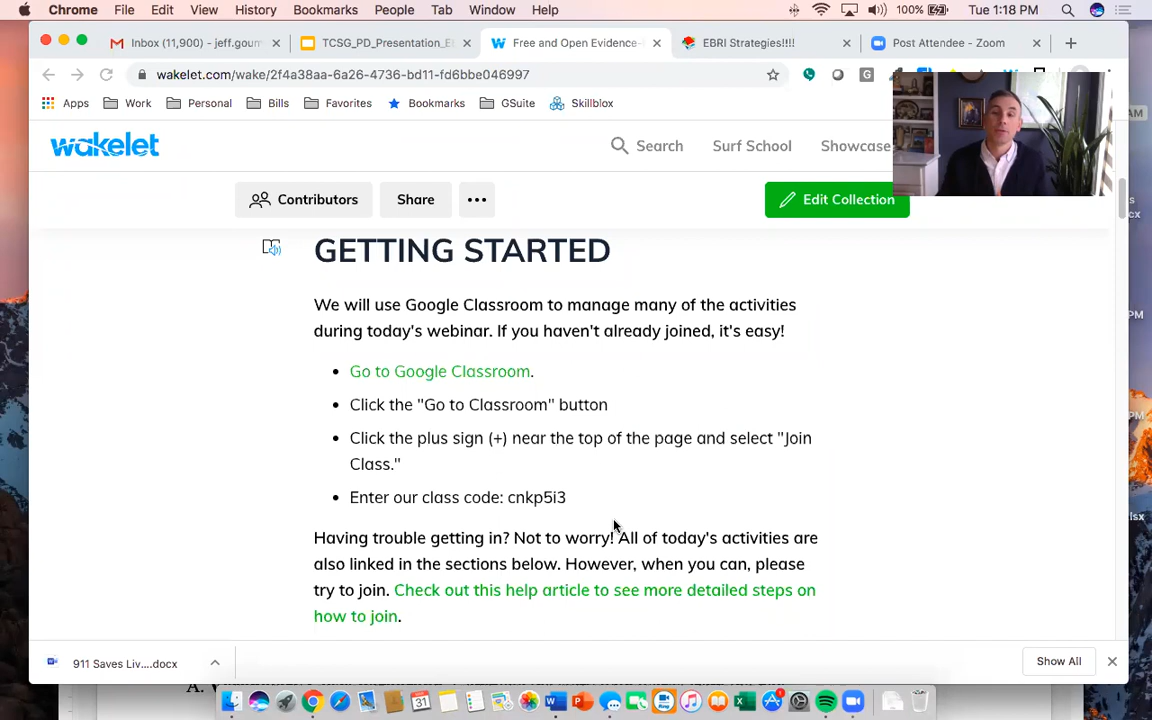 Chrome File Edit View History Bookmarks People Tab Window Help 100% Tue 1:18 PM
Inbox (11,900) - jeff.gourn TCSG_PD_Presentation_E Free and Open Evidence- EBRI Strategies!!!! Post Attendee - Zoom
wakelet.com/wake/2f4a38aa-6a26-4736-bd11-fd6bbe046997
Apps Work Personal Bills Favorites Bookmarks GSuite Skillblox
wakelet Search Surf School Showcase
Contributors Share Edit Collection
GETTING STARTED
We will use Google Classroom to manage many of the activities
during today's webinar. If you haven't already joined, it's easy!
• Go to Google Classroom.
• Click the "Go to Classroom" button
• Click the plus sign (+) near the top of the page and select "Join
Class."
• Enter our class code: cnkp5i3
Having trouble getting in? Not to worry! All of today's activities are
also linked in the sections below. However, when you can, please
try to join. Check out this help article to see more detailed steps on
how to join.
911 Saves Liv....docx Show All